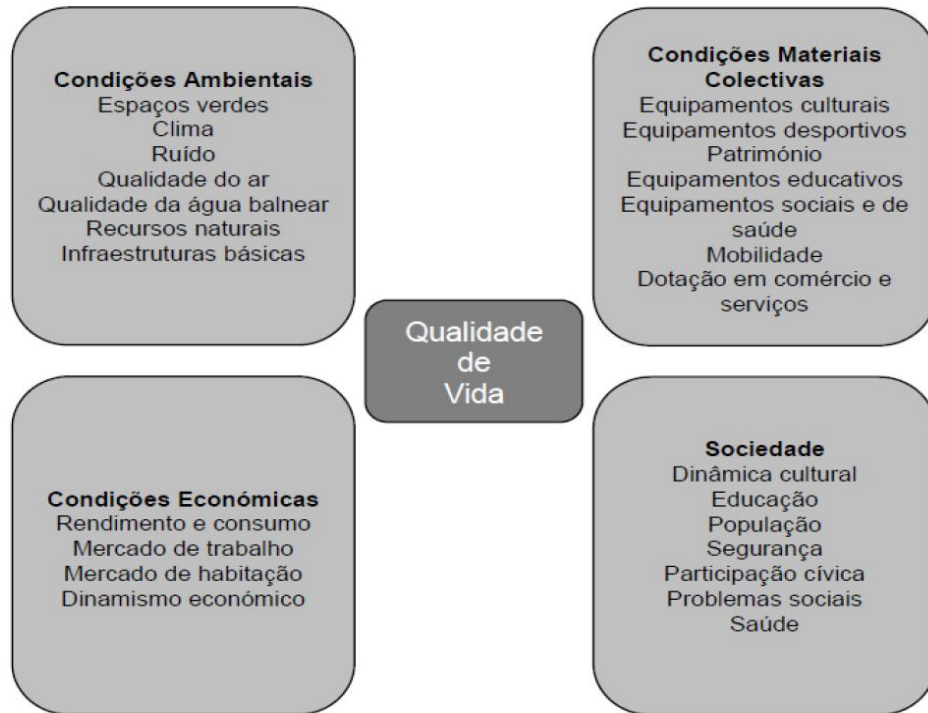 Condições Ambientais
Espaços verdes
Clima
Ruído
Qualidade do ar
Qualidade da água balnear
Recursos naturais
Infraestruturas básicas
Condições Materiais
Colectivas
Equipamentos culturais
Equipamentos desportivos
Património
Equipamentos educativos
Equipamentos sociais e de
saúde
Mobilidade
Dotação em comércio e
serviços
Qualidade
de
Vida
Condições Económicas
Rendimento e consumo
Mercado de trabalho
Mercado de habitação
Dinamismo económico
Sociedade
Dinâmica cultural
Educação
População
Segurança
Participação cívica
Problemas sociais
Saúde